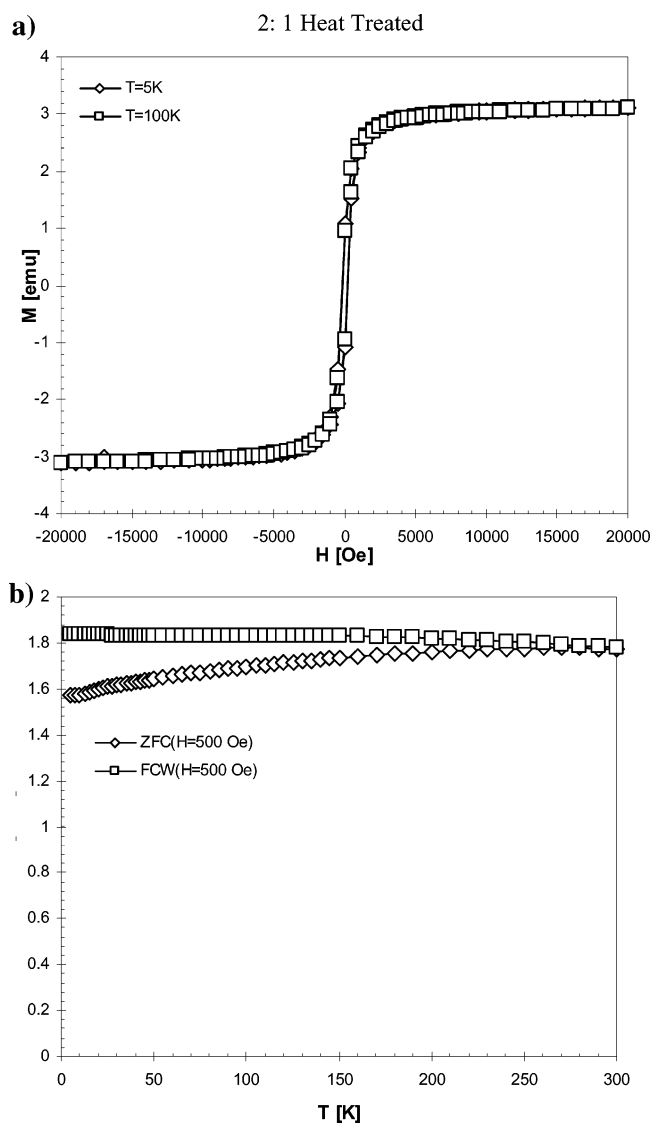 a)
2: 1 Heat Treated
4
T=5K
T=100K
3
2
1
0
M [emu]
-1
-2
-3
-4
-20000 -15000 -10000 -5000 0 5000 10000 15000 20000
H [Oe]
b)
2
1.8
1.6
1.4
ZFC(H=500 Oe)
FCW(H=500 Oe)
1.2
1
0.8
0.6
0.4
0.2
0
0 50 100 150 200 250 300
T [K]